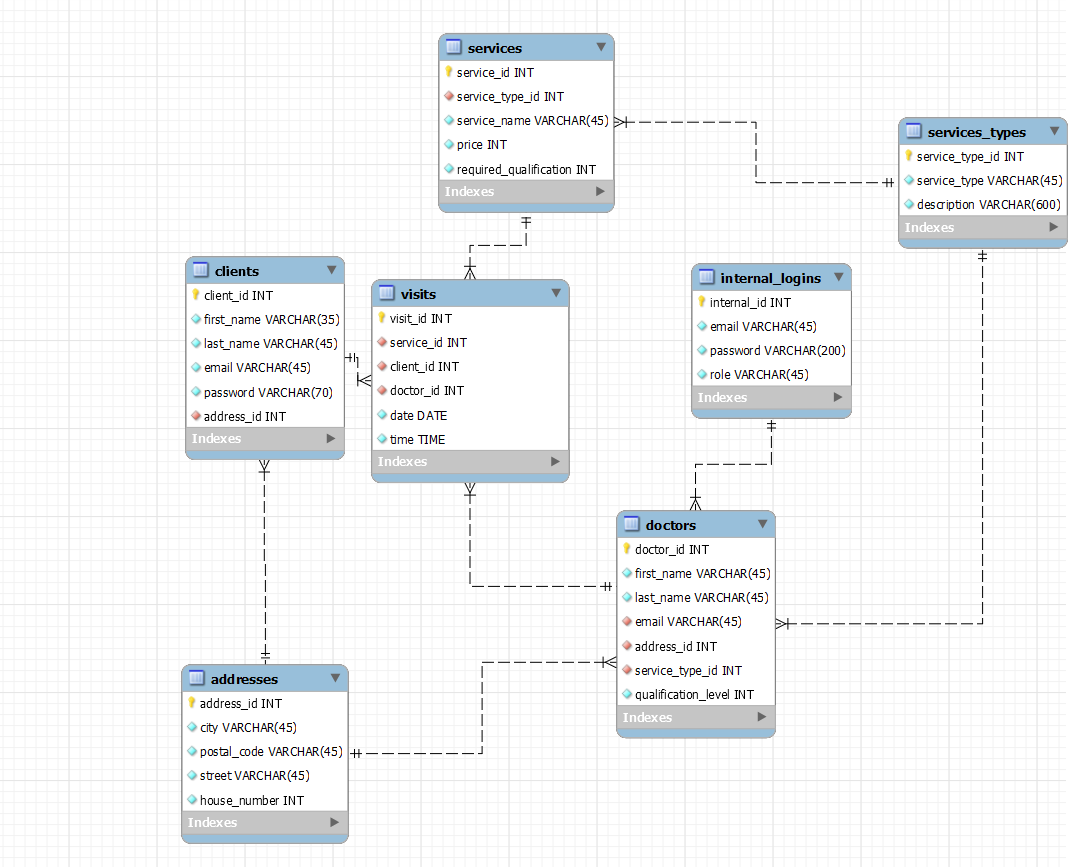 services
service_id INT
service_type_id INT
service_name VARCHAR(45)
price INT
required_qualification INT
Indexes
services_types
service_type_id INT
service_type VARCHAR(45)
description VARCHAR(600)
Indexes
clients
client_id INT
first_name VARCHAR(35)
last_name VARCHAR(45)
email VARCHAR(45)
password VARCHAR(70)
address_id INT
Indexes
visits
visit_id INT
service_id INT
client_id INT
doctor_id INT
date DATE
time TIME
Indexes
internal_logins
internal_id INT
email VARCHAR(45)
password VARCHAR(200)
role VARCHAR(45)
Indexes
doctors
doctor_id INT
first_name VARCHAR(45)
last_name VARCHAR(45)
email VARCHAR(45)
address_id INT
service_type_id INT
qualification_level INT
Indexes
addresses
address_id INT
city VARCHAR(45)
postal_code VARCHAR(45)
street VARCHAR(45)
house_number INT
Indexes